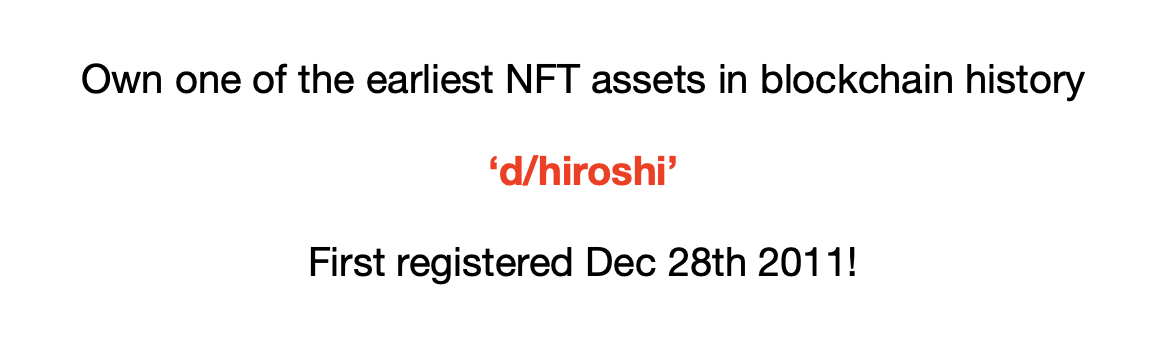 Own one of the earliest NFT assets in blockchain history
‘d/hiroshi’
First registered Dec 28th 2011!